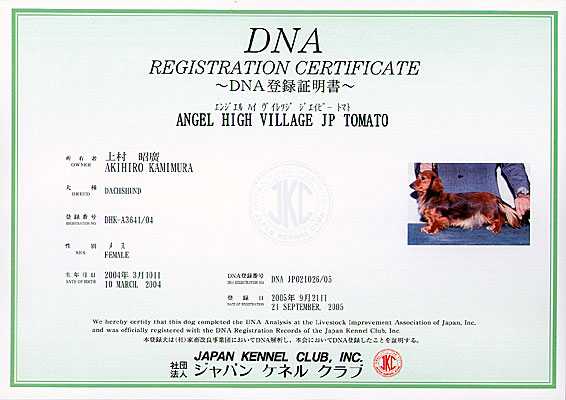 DNA
REGISTRATION CERTIFICATE
～DNA登録証明書～
ｴﾝｼﾞｪﾙ ﾊｲ ｳﾞｲﾚｯｼﾞ ｼﾞｴｲﾋﾟｰ ﾄﾏﾄ
ANGEL HIGH VILLAGE JP TOMATO
所有者 上村 昭廣
OWNER AKIHIRO KAMIMURA
犬種
BREED DACHSHUND
登録番号 DHK-A3641/04
REGISTRATION NO
性別 メス
SEX FEMALE
生年月日 2004年 3月10日
DATE OF BIRTH 10 MARCH, 2004
DNA登録番号 DNA JP021026/05
DNA REGISTRATION NO
登録日 2005年 9月21日
DATE OF REGISTRATION 21 SEPTEMBER, 2005
JKC
JAPAN KENNEL CLUB
We hereby certify that this dog completed the DNA Analysis at the Livestock Improvement Association of Japan, Inc.
and was officially registered with the DNA Registration Records of the Japan Kennel Club, Inc.
本登録犬は(社)家畜改良事業団においてDNA解析し、本会においてDNA登録したことを証明する。
JAPAN KENNEL CLUB, INC.
社団法人 ジャパン ケネル クラブ